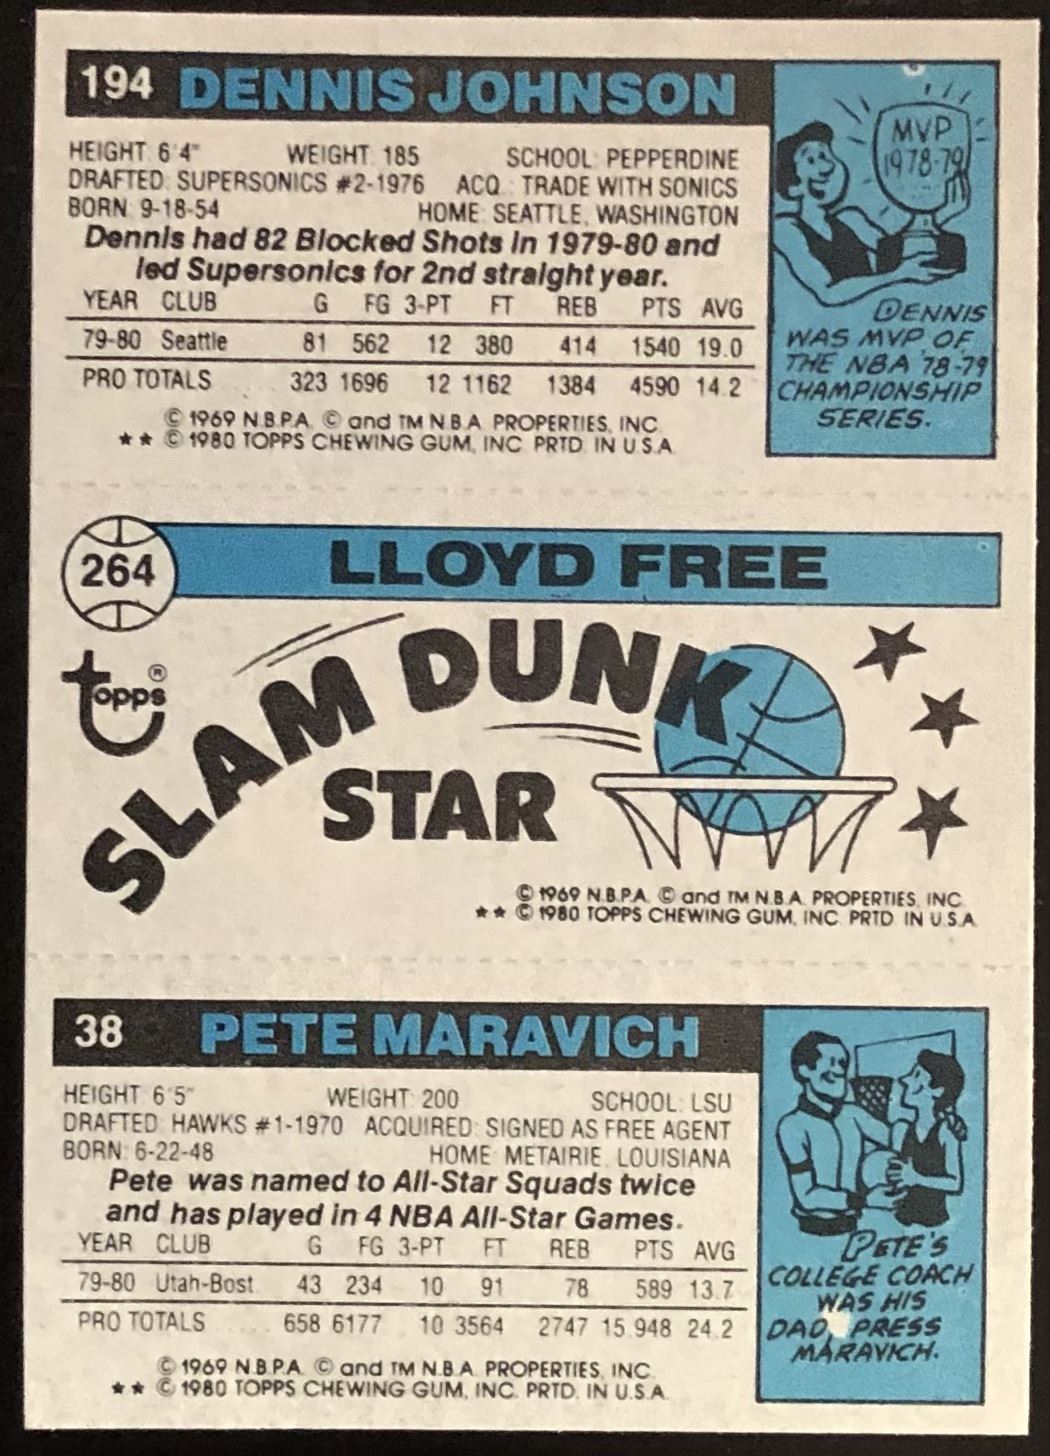 194 DENNIS JOHNSON
HEIGHT: 6'4" WEIGHT: 185 SCHOOL: PEPPERDINE
DRAFTED: SUPERSONICS #2-1976 ACQ.: TRADE WITH SONICS
BORN: 9-18-54 HOME: SEATTLE, WASHINGTON
Dennis had 82 Blocked Shots in 1979-80 and
led Supersonics for 2nd straight year.
YEAR CLUB G FG 3-PT FT REB PTS AVG
79-80 Seattle 81 562 12 380 414 1540 19.0
PRO TOTALS 323 1696 12 1162 1384 4590 14.2
© 1969 N.B.P.A. © and TM N.B.A. PROPERTIES, INC.
** © 1980 TOPPS CHEWING GUM, INC. PRTD. IN U.S.A.
MVP
1978-79
DENNIS
WAS MVP OF
THE NBA '78-79
CHAMPIONSHIP
SERIES.
264 LLOYD FREE
topps®
SLAM DUNK
STAR
© 1969 N.B.P.A. © and TM N.B.A. PROPERTIES, INC.
** © 1980 TOPPS CHEWING GUM, INC. PRTD. IN U.S.A.
38 PETE MARAVICH
HEIGHT: 6'5" WEIGHT: 200 SCHOOL: LSU
DRAFTED: HAWKS #1-1970 ACQUIRED: SIGNED AS FREE AGENT
BORN: 6-22-48 HOME: METAIRIE, LOUISIANA
Pete was named to All-Star Squads twice
and has played in 4 NBA All-Star Games.
YEAR CLUB G FG 3-PT FT REB PTS AVG
79-80 Utah-Bost 43 234 10 91 78 589 13.7
PRO TOTALS .... 658 6177 10 3564 2747 15,948 24.2
© 1969 N.B.P.A. © and TM N.B.A. PROPERTIES, INC.
** © 1980 TOPPS CHEWING GUM, INC. PRTD. IN U.S.A.
PETE'S
COLLEGE COACH
WAS HIS
DAD, PRESS
MARAVICH.